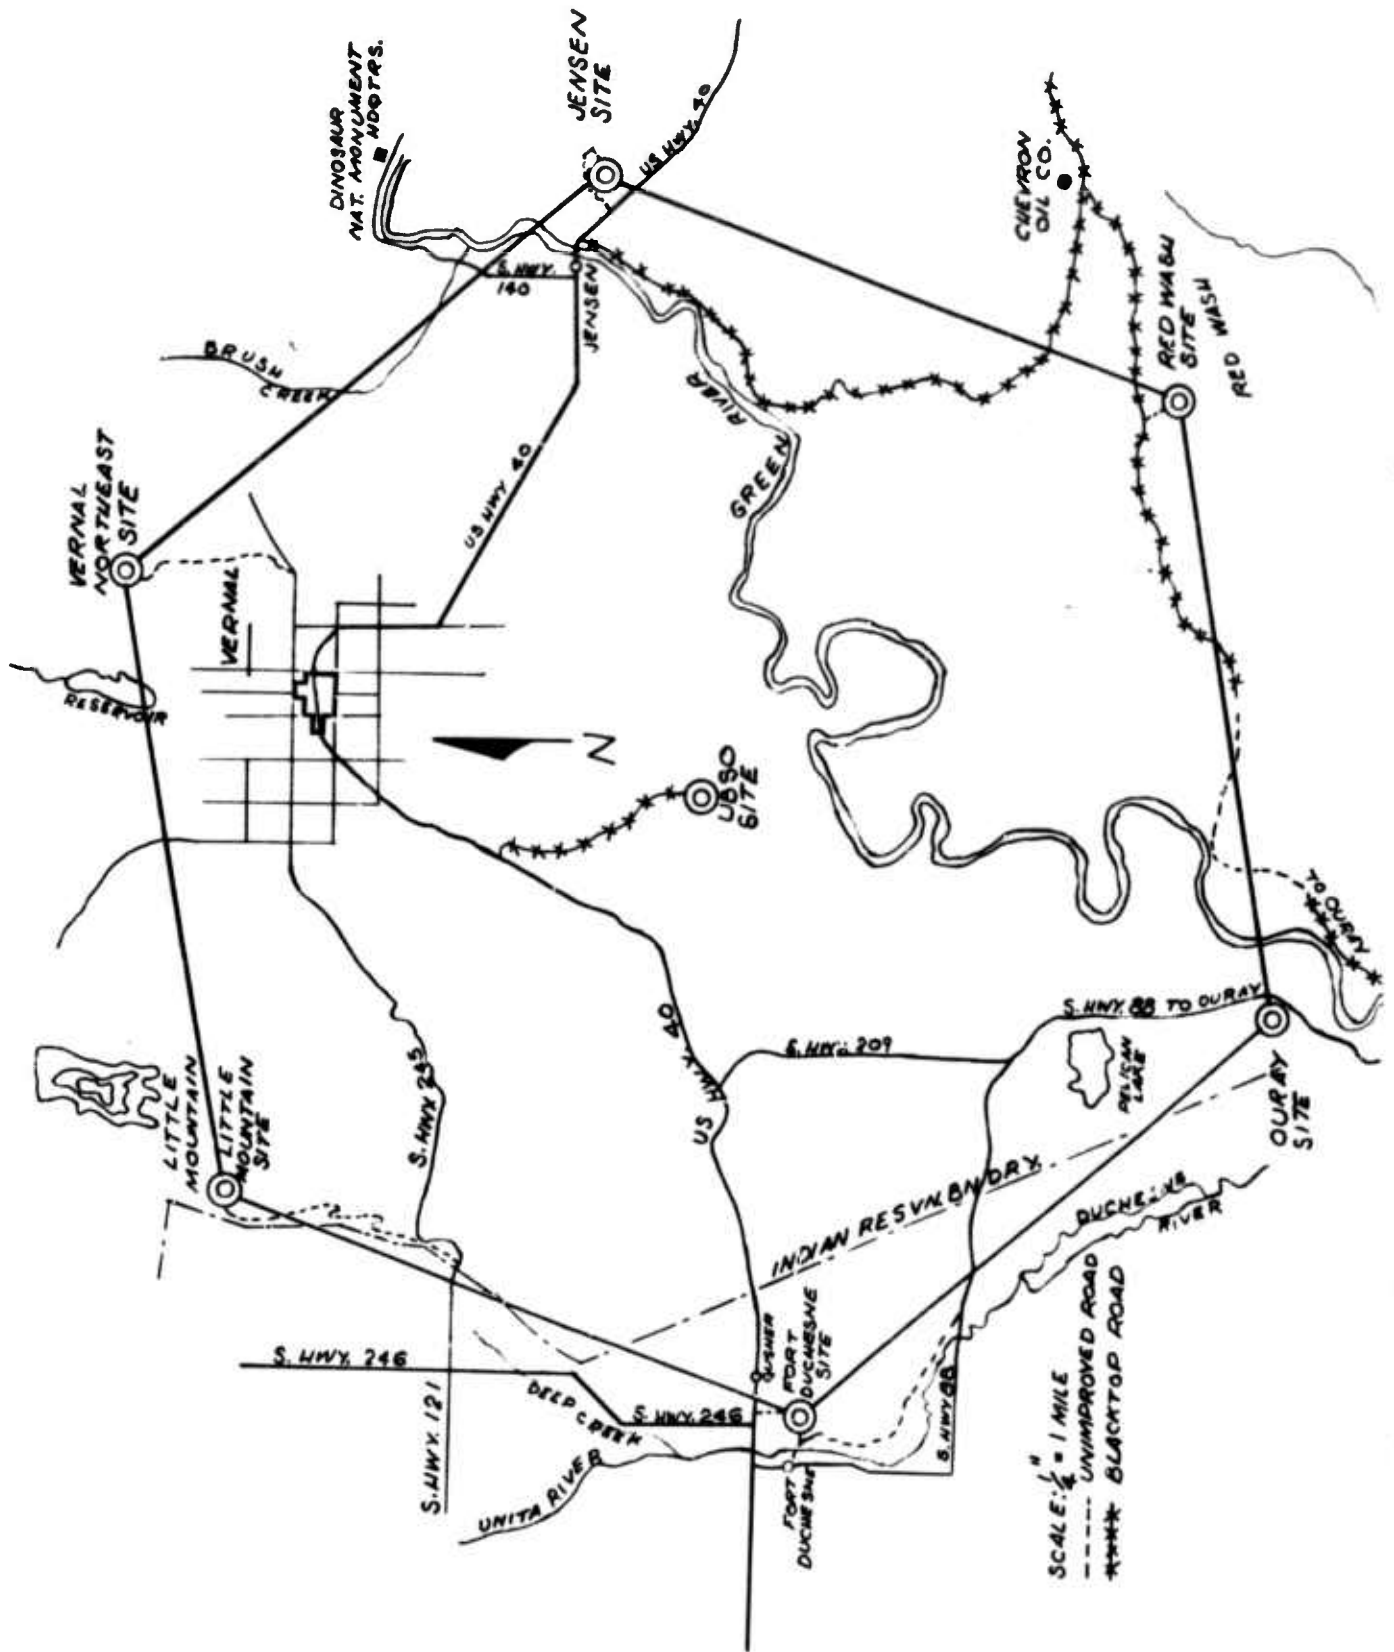 DINOSAUR
NAT. MONUMENT
HDQTRS.
JENSEN
SITE
US HWY. 40
S. HWY.
140
JENSEN
BRUSH
CREEK
VERNAL
NORTHEAST
SITE
US HWY 40
VERNAL
RESERVOIR
GREEN
RIVER
CHEVRON
OIL CO.
RED WASH
SITE
RED WASH
N
UBSO
SITE
TO OURAY
LITTLE
MOUNTAIN
LITTLE
MOUNTAIN
SITE
S. HWY. 245
US HWY. 40
S. HWY. 209
S. HWY. 88 TO OURAY
PELICAN
LAKE
OURAY
SITE
INDIAN RESVN. BNDRY.
DUCHESNE
RIVER
S. HWY. 246
S. HWY. 121
DEEP CREEK
S. HWY. 246
UNITA RIVER
GUSHER
FORT
DUCHESNE
SITE
FORT
DUCHESNE
S. HWY 88
SCALE: 1/4" = 1 MILE
UNIMPROVED ROAD
BLACKTOP ROAD